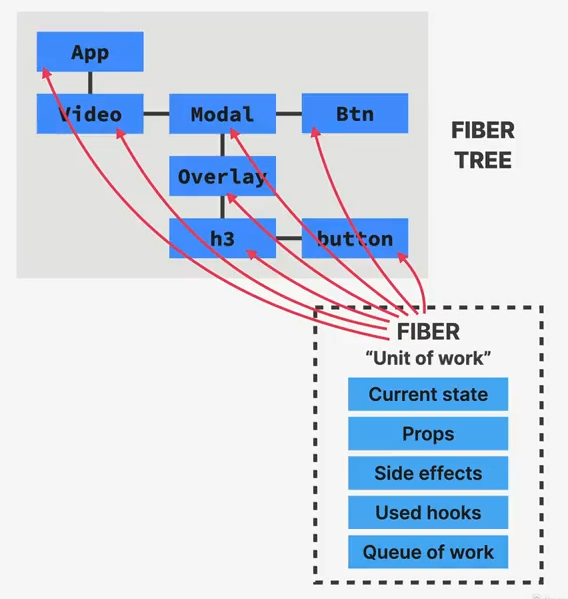 App
Video
Modal
Btn
Overlay
h3
button
FIBER
TREE
FIBER
“Unit of work”
Current state
Props
Side effects
Used hooks
Queue of work